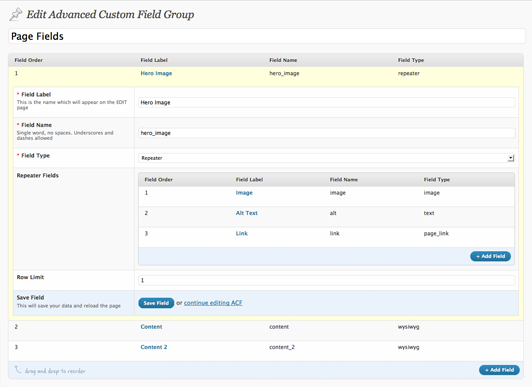 Edit Advanced Custom Field Group
Page Fields
Field Order Field Label Field Name Field Type
1 Hero Image hero_image repeater
* Field Label
This is the name which will appear on the EDIT
page
Hero Image
* Field Name
Single word, no spaces. Underscores and
dashes allowed
hero_image
* Field Type
Repeater
Repeater Fields
Field Order Field Label Field Name Field Type
1 Image image image
2 Alt Text alt text
3 Link link page_link
+ Add Field
Row Limit
1
Save Field
This will save your data and reload the page
Save Field or continue editing ACF
2 Content content wysiwyg
3 Content 2 content_2 wysiwyg
drag and drop to reorder
+ Add Field